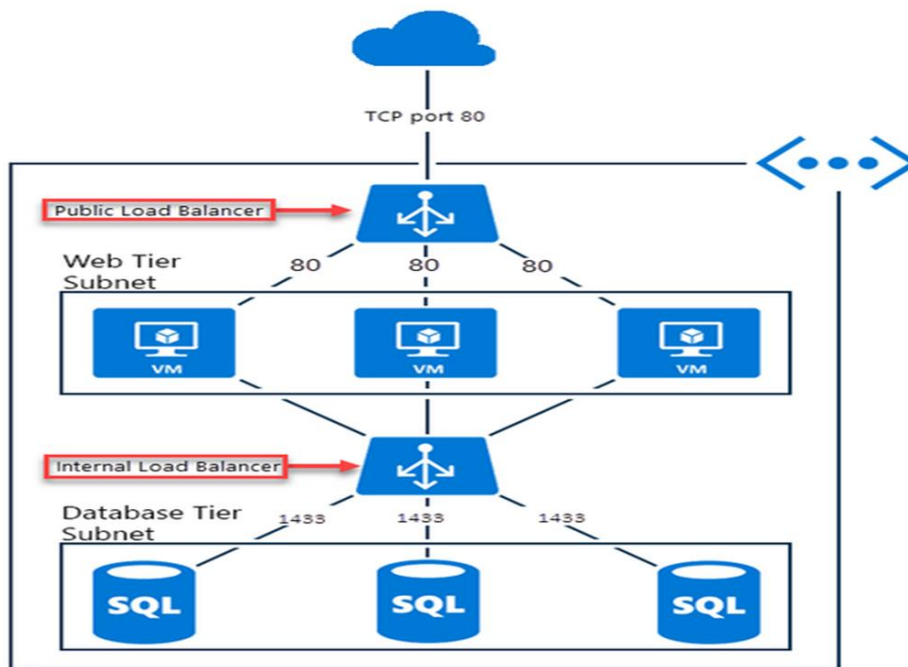 TCP port 80
Public Load Balancer
Web Tier
Subnet
80 80 80
VM VM VM
Internal Load Balancer
Database Tier
Subnet
1433 1433 1433
SQL SQL SQL